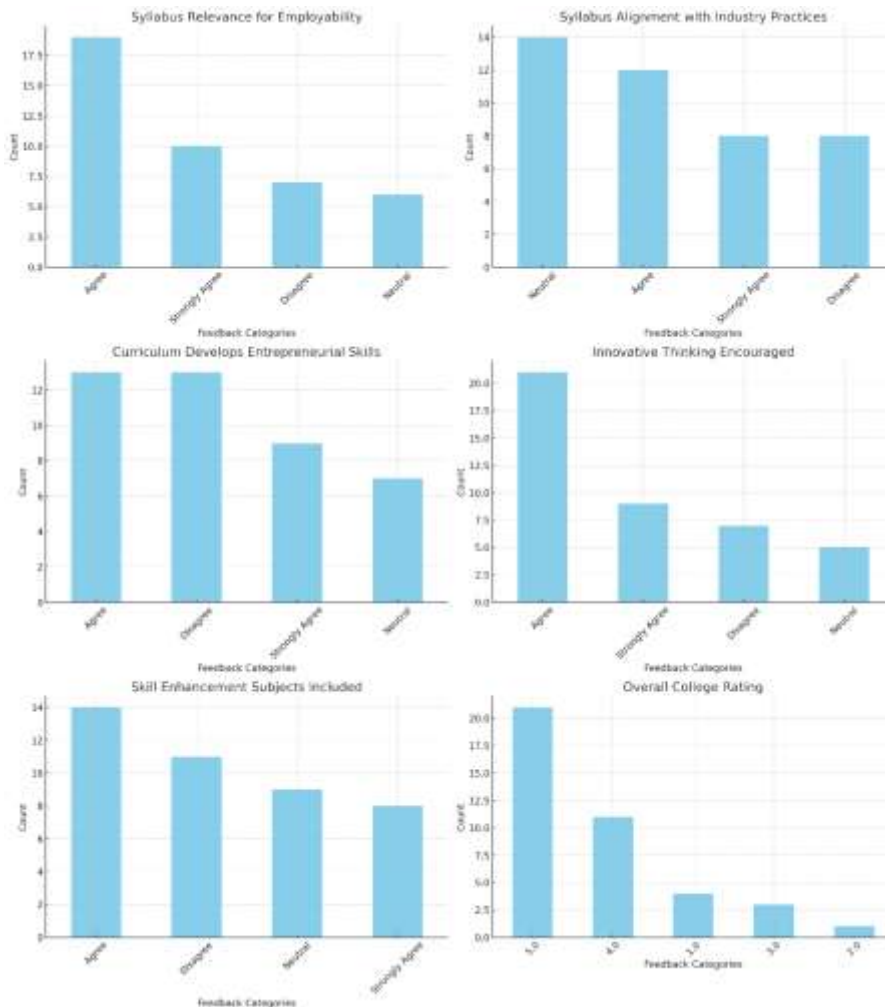 Syllabus Relevance for Employability
Count
17.5
15.0
12.5
10.0
7.5
5.0
2.5
0.0
Agree
Strongly Agree
Disagree
Neutral
Feedback Categories
Syllabus Alignment with Industry Practices
Count
14
12
10
8
6
4
2
0
Neutral
Agree
Strongly Agree
Disagree
Feedback Categories
Curriculum Develops Entrepreneurial Skills
Count
12
10
8
6
4
2
0
Agree
Disagree
Strongly Agree
Neutral
Feedback Categories
Innovative Thinking Encouraged
Count
20.0
17.5
15.0
12.5
10.0
7.5
5.0
2.5
0.0
Agree
Strongly Agree
Disagree
Neutral
Feedback Categories
Skill Enhancement Subjects Included
Count
14
12
10
8
6
4
2
0
Agree
Disagree
Neutral
Strongly Agree
Feedback Categories
Overall College Rating
Count
20.0
17.5
15.0
12.5
10.0
7.5
5.0
2.5
0.0
5.0
4.0
3.0
Feedback Categories